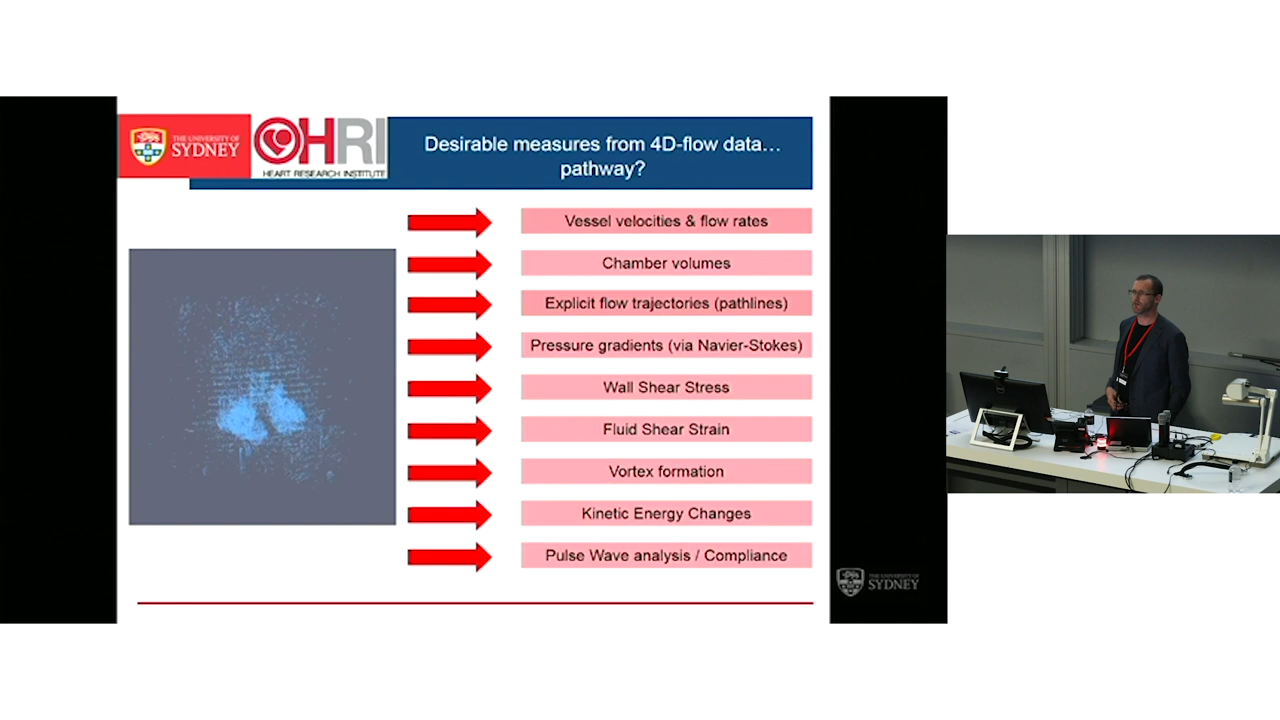 THE UNIVERSITY OF
SYDNEY
HRI
HEART RESEARCH INSTITUTE
Desirable measures from 4D-flow data…
pathway?
Vessel velocities & flow rates
Chamber volumes
Explicit flow trajectories (pathlines)
Pressure gradients (via Navier-Stokes)
Wall Shear Stress
Fluid Shear Strain
Vortex formation
Kinetic Energy Changes
Pulse Wave analysis / Compliance
THE UNIVERSITY OF
SYDNEY